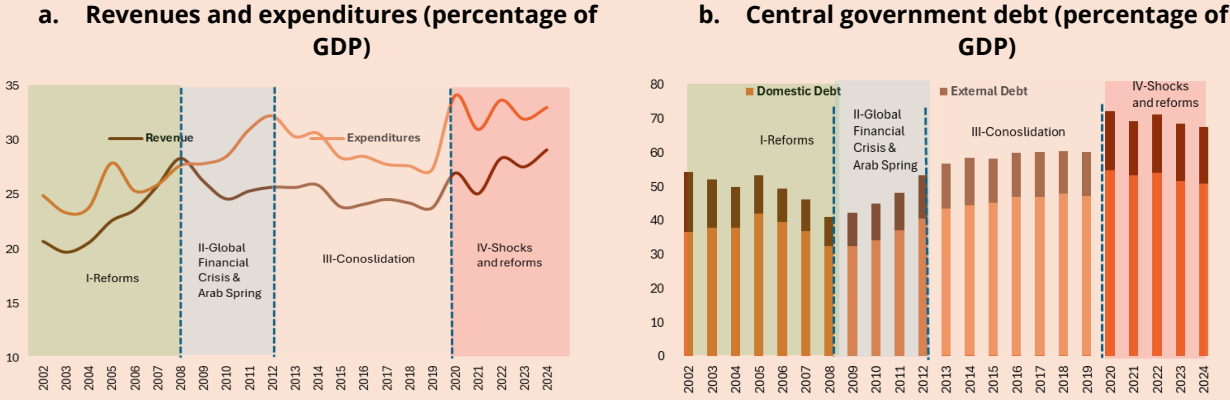 a. Revenues and expenditures (percentage of
GDP)
35
30
25
20
15
10
Revenue
Expenditures
I-Reforms
II-Global
Financial
Crisis &
Arab Spring
III-Conoslidation
IV-Shocks
and reforms
2002 2003 2004 2005 2006 2007 2008 2009 2010 2011 2012 2013 2014 2015 2016 2017 2018 2019 2020 2021 2022 2023 2024
b. Central government debt (percentage of
GDP)
80
70
60
50
40
30
20
10
0
Domestic Debt
External Debt
I-Reforms
II-Global
Financial
Crisis &
Arab Spring
III-Conoslidation
IV-Shocks
and reforms
2002 2003 2004 2005 2006 2007 2008 2009 2010 2011 2012 2013 2014 2015 2016 2017 2018 2019 2020 2021 2022 2023 2024